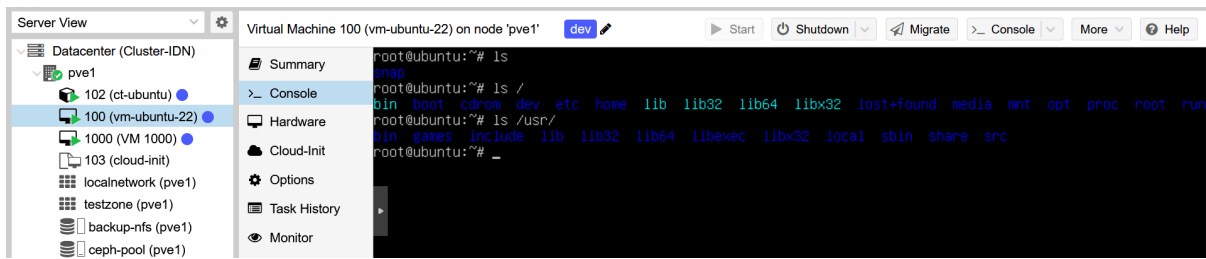 Server View
Datacenter (Cluster-IDN)
pve1
102 (ct-ubuntu)
100 (vm-ubuntu-22)
1000 (VM 1000)
103 (cloud-init)
localnetwork (pve1)
testzone (pve1)
backup-nfs (pve1)
ceph-pool (pve1)
Virtual Machine 100 (vm-ubuntu-22) on node 'pve1' dev Start Shutdown Migrate >_ Console More Help
Summary
>_ Console
Hardware
Cloud-Init
Options
Task History
Monitor
root@ubuntu:~# ls
snap
root@ubuntu:~# ls /
bin boot cdrom dev etc home lib lib32 lib64 libx32 lost+found media mnt opt proc root run
root@ubuntu:~# ls /usr/
bin games include lib lib32 lib64 libexec libx32 local sbin share src
root@ubuntu:~# _